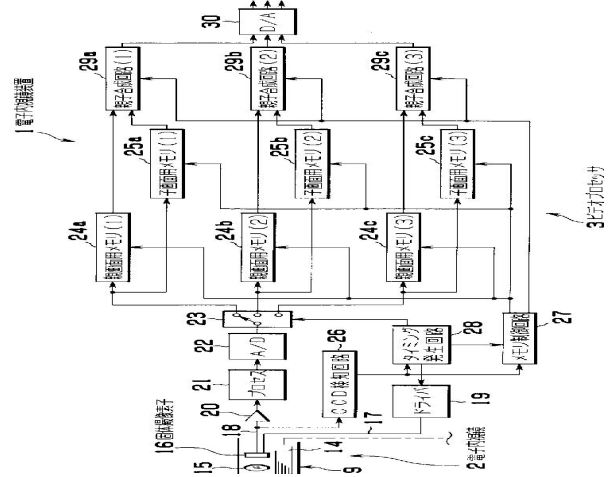 1 電子内視鏡装置
30
D/A
29a
親子合成回路(1)
29b
親子合成回路(2)
29c
親子合成回路(3)
25a
子画面用メモリ(1)
25b
子画面用メモリ(2)
25c
子画面用メモリ(3)
24a
親画面用メモリ(1)
24b
親画面用メモリ(2)
24c
親画面用メモリ(3)
3ビデオプロセッサ
23
22
A/D
21
プロセス
20
26
CCD検知回路
28
タイミング
発生回路
27
メモリ制御回路
19
ドライバ
16固体撮像素子
18
17
15
14
9
2電子内視鏡